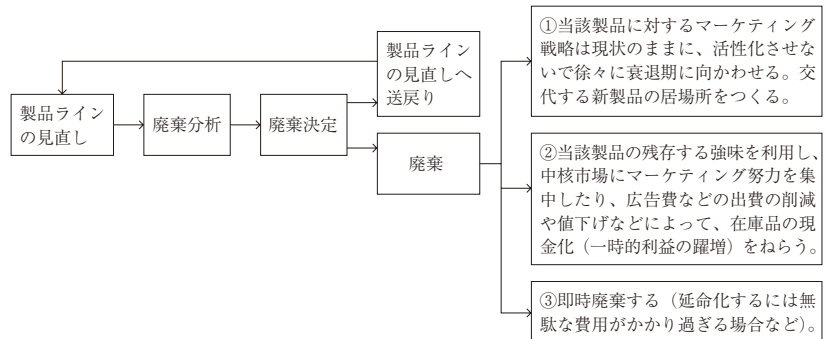 製品ライン
の見直し
廃棄分析
廃棄決定
製品ライン
の見直しへ
送戻り
廃棄
①当該製品に対するマーケティング
戦略は現状のままに、活性化させな
いで徐々に衰退期に向かわせる。交
代する新製品の居場所をつくる。
②当該製品の残存する強味を利用し、
中核市場にマーケティング努力を集
中したり、広告費などの出費の削減
や値下げなどによって、在庫品の現
金化（一時的利益の躍増）をねらう。
③即時廃棄する（延命化するには無
駄な費用がかかり過ぎる場合など）。